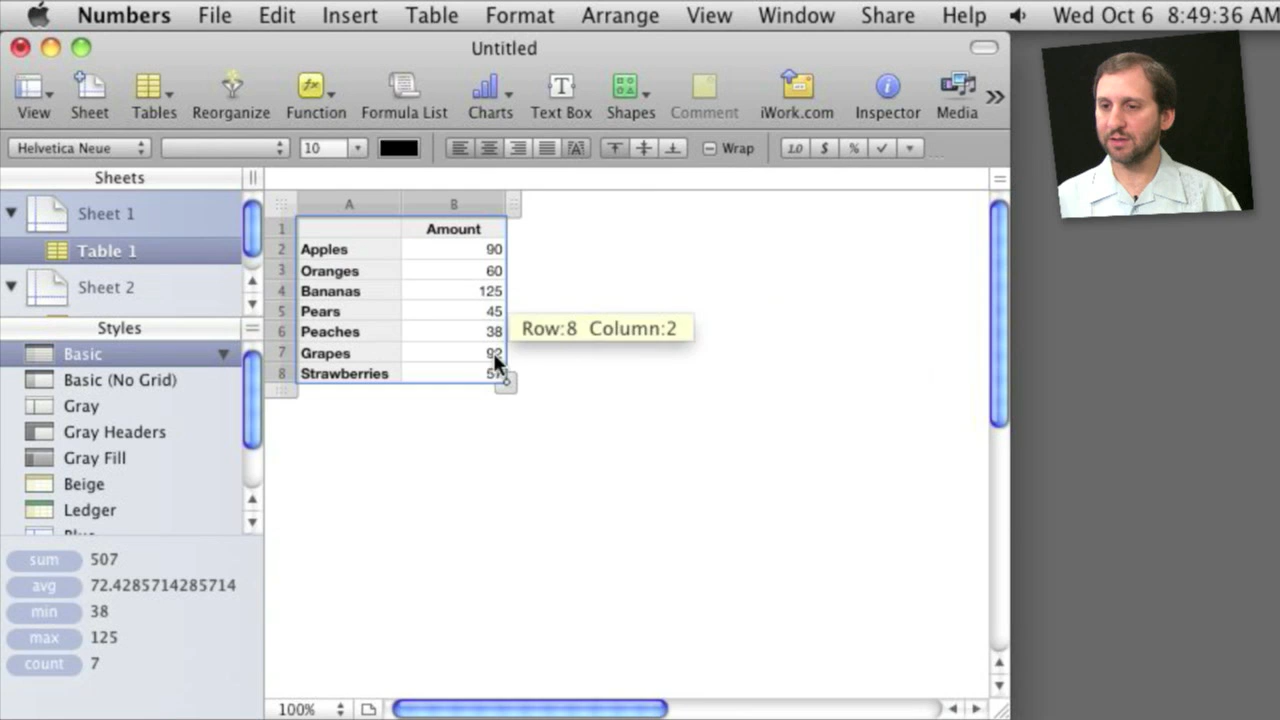 Numbers File Edit Insert Table Format Arrange View Window Share Help Wed Oct 6 8:49:36 AM
Untitled
View Sheet Tables Reorganize Function Formula List Charts Text Box Shapes Comment iWork.com Inspector Media
Helvetica Neue 10 Wrap 1.0 $ %
Sheets
Sheet 1
Table 1
Sheet 2
Styles
Basic
Basic (No Grid)
Gray
Gray Headers
Gray Fill
Beige
Ledger
sum 507
avg 72.4285714285714
min 38
max 125
count 7
A B
1 Amount
2 Apples 90
3 Oranges 60
4 Bananas 125
5 Pears 45
6 Peaches 38
7 Grapes 92
8 Strawberries
Row:8 Column:2
100%